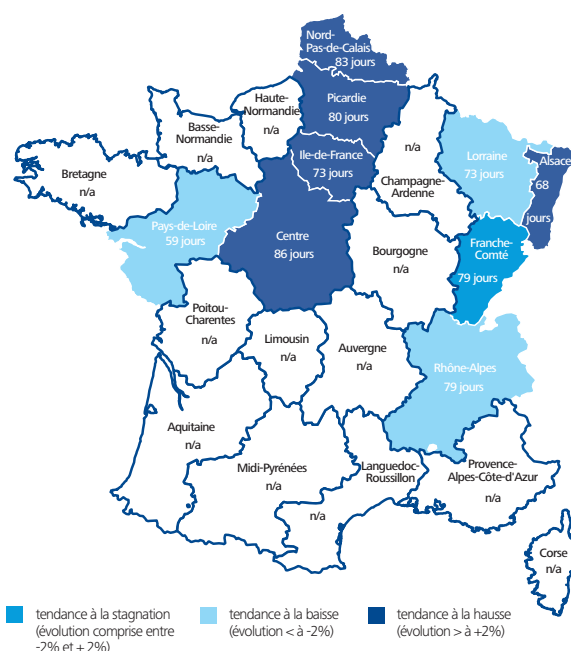 Nord-
Pas-de-Calais
83 jours
Haute-
Normandie
n/a
Picardie
80 jours
Basse-
Normandie
n/a
Ile-de-France
73 jours
n/a
Champagne-
Ardenne
Lorraine
73 jours
Alsace
68
jours
Bretagne
n/a
Pays-de-Loire
59 jours
Centre
86 jours
Bourgogne
n/a
Franche-
Comté
79 jours
Poitou-
Charentes
n/a
Limousin
n/a
Auvergne
n/a
Rhône-Alpes
79 jours
Aquitaine
n/a
Midi-Pyrénées
n/a
Languedoc-
Roussillon
n/a
Provence-
Alpes-Côte-d'Azur
n/a
Corse
n/a
tendance à la stagnation
(évolution comprise entre
-2% et + 2%)
tendance à la baisse
(évolution < à -2%)
tendance à la hausse
(évolution > à +2%)